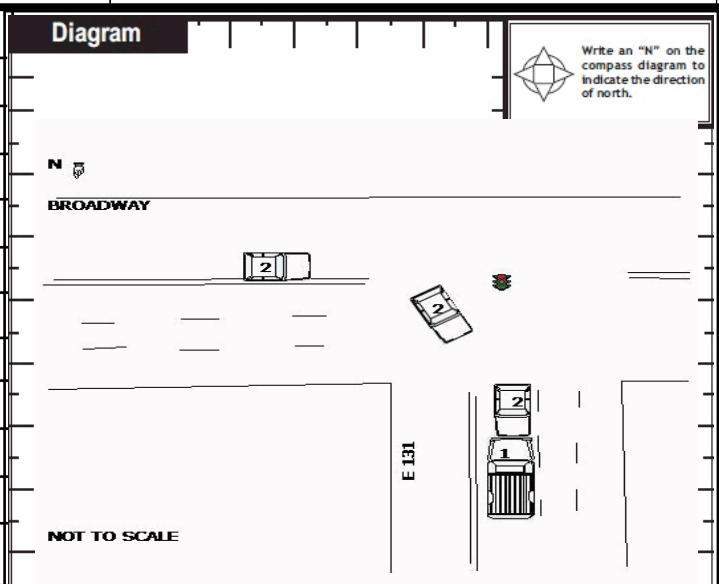 Diagram
Write an “N” on the
compass diagram to
indicate the direction
of north.
N
BROADWAY
2
2
2
1
E 131
NOT TO SCALE